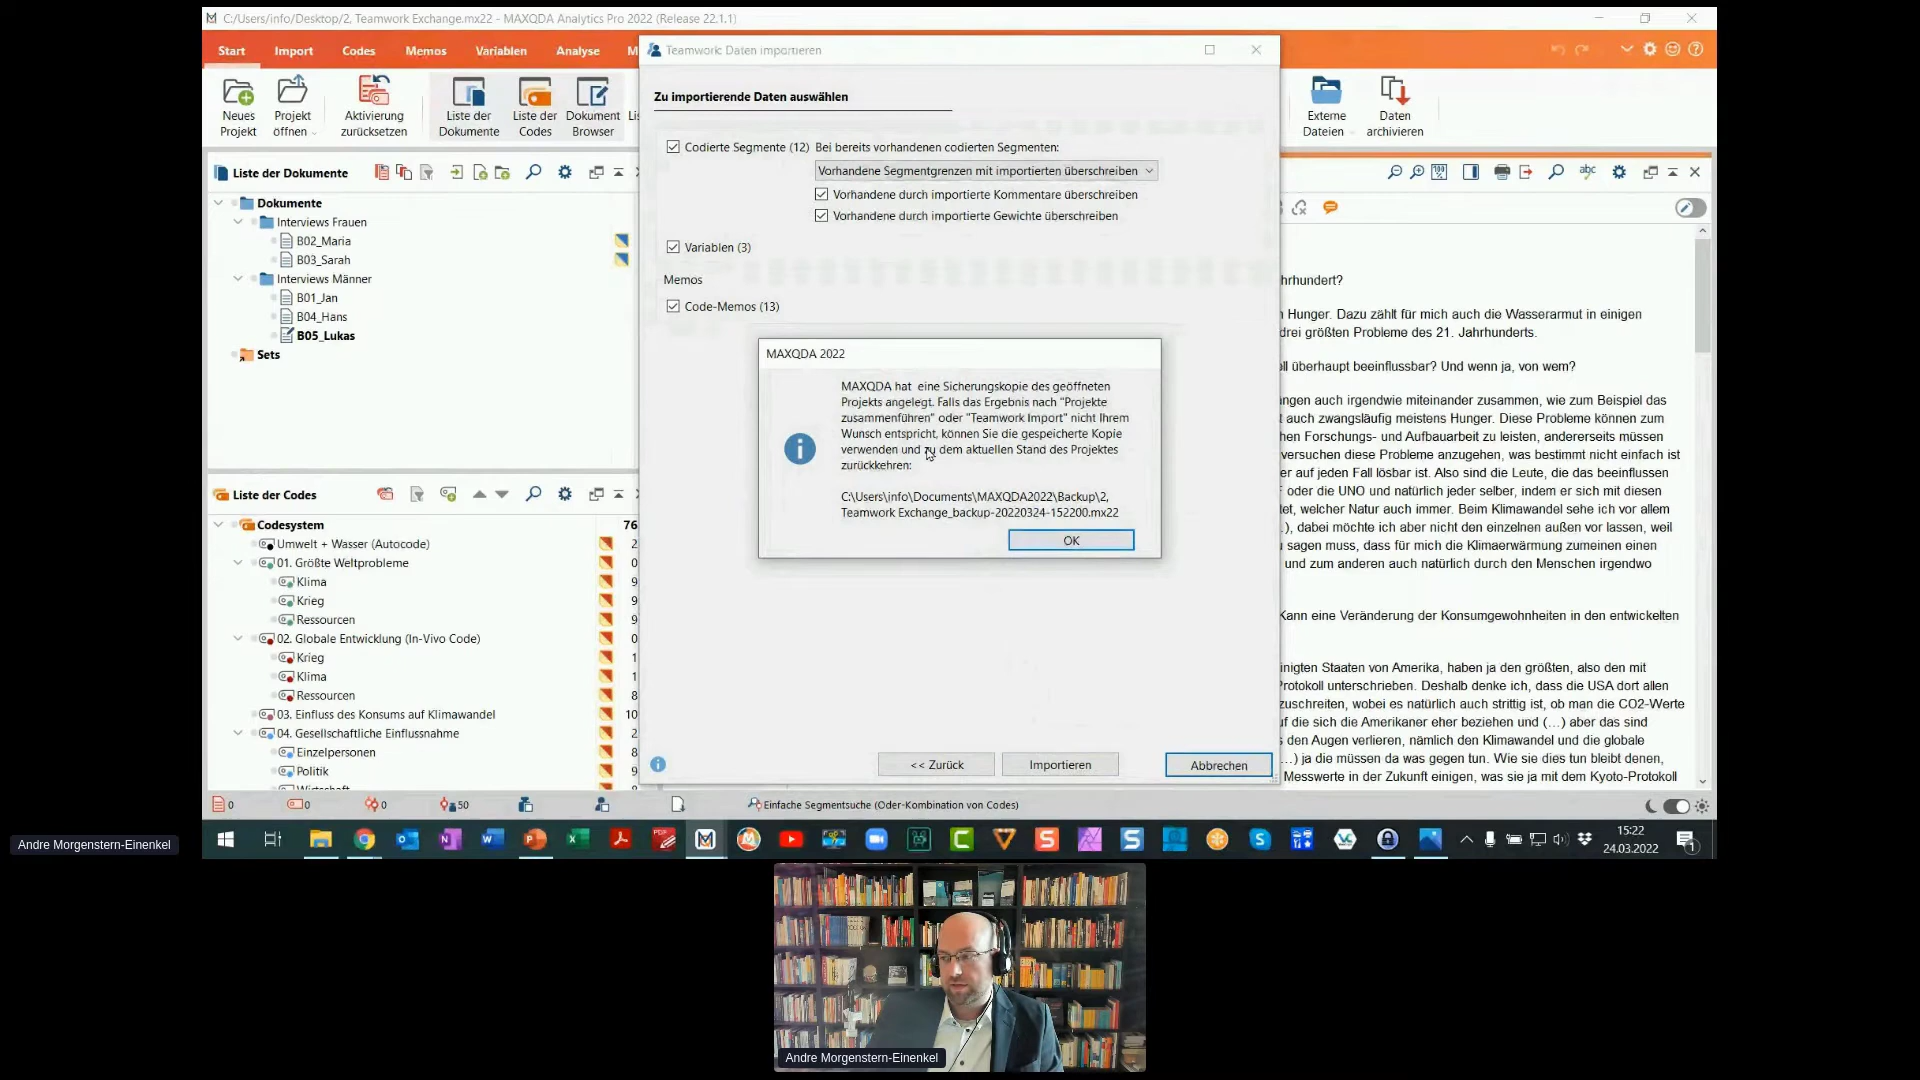 C:/Users/info/Desktop/2, Teamwork Exchange.mx22 - MAXQDA Analytics Pro 2022 (Release 22.1.1)
Start Import Codes Memos Variablen Analyse M
Neues Projekt
Projekt öffnen
Aktivierung zurücksetzen
Liste der Dokumente
Liste der Codes
Dokument Browser
Li
Externe Dateien
Daten archivieren
Liste der Dokumente
Dokumente
Interviews Frauen
B02_Maria
B03_Sarah
Interviews Männer
B01_Jan
B04_Hans
B05_Lukas
Sets
Liste der Codes
Codesystem 76
Umwelt + Wasser (Autocode) 2
01. Größte Weltprobleme 0
Klima 9
Krieg 9
Ressourcen 9
02. Globale Entwicklung (In-Vivo Code) 0
Krieg 1
Klima 1
Ressourcen 8
03. Einfluss des Konsums auf Klimawandel 10
04. Gesellschaftliche Einflussnahme 2
Einzelpersonen 8
Politik 9
Teamwork: Daten importieren
Zu importierende Daten auswählen
Codierte Segmente (12) Bei bereits vorhandenen codierten Segmenten:
Vorhandene Segmentgrenzen mit importierten überschreiben
Vorhandene durch importierte Kommentare überschreiben
Vorhandene durch importierte Gewichte überschreiben
Variablen (3)
Memos
Code-Memos (13)
MAXQDA 2022
MAXQDA hat eine Sicherungskopie des geöffneten
Projekts angelegt. Falls das Ergebnis nach "Projekte
zusammenführen" oder "Teamwork Import" nicht Ihrem
Wunsch entspricht, können Sie die gespeicherte Kopie
verwenden und zu dem aktuellen Stand des Projektes
zurückkehren:
C:\Users\info\Documents\MAXQDA2022\Backup\2,
Teamwork Exchange_backup-20220324-152200.mx22
OK
<< Zurück Importieren Abbrechen
hrhundert?
Hunger. Dazu zählt für mich auch die Wasserarmut in einigen
drei größten Probleme des 21. Jahrhunderts.
ll überhaupt beeinflussbar? Und wenn ja, von wem?
ngen auch irgendwie miteinander zusammen, wie zum Beispiel das
t auch zwangsläufig meistens Hunger. Diese Probleme können zum
hen Forschungs- und Aufbauarbeit zu leisten, andererseits müssen
versuchen diese Probleme anzugehen, was bestimmt nicht einfach ist
er auf jeden Fall lösbar ist. Also sind die Leute, die das beeinflussen
oder die UNO und natürlich jeder selber, indem er sich mit diesen
tet, welcher Natur auch immer. Beim Klimawandel sehe ich vor allem
), dabei möchte ich aber nicht den einzelnen außen vor lassen, weil
sagen muss, dass für mich die Klimaerwärmung zumeinen einen
und zum anderen auch natürlich durch den Menschen irgendwo
Kann eine Veränderung der Konsumgewohnheiten in den entwickelten
inigten Staaten von Amerika, haben ja den größten, also den mit
Protokoll unterschrieben. Deshalb denke ich, dass die USA dort allen
zuschreiten, wobei es natürlich auch strittig ist, ob man die CO2-Werte
f die sich die Amerikaner eher beziehen und (…) aber das sind
s den Augen verlieren, nämlich den Klimawandel und die globale
…) ja die müssen da was gegen tun. Wie sie dies tun bleibt denen,
Messwerte in der Zukunft einigen, was sie ja mit dem Kyoto-Protokoll
0 0 0 50
Einfache Segmentsuche (Oder-Kombination von Codes)
15:22
24.03.2022
Andre Morgenstern-Einenkel
Andre Morgenstern-Einenkel